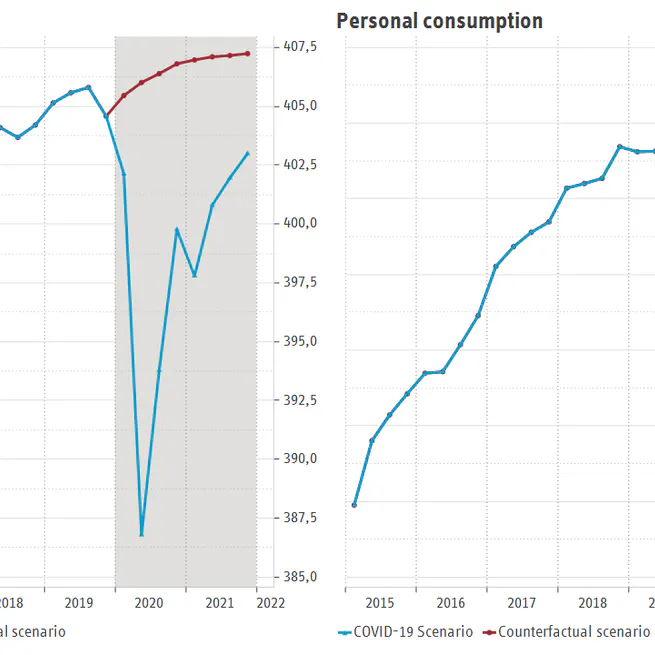 Personal consumption
407,5
405,0
402,5
400,0
397,5
395,0
392,5
390,0
387,5
385,0
2018 2019 2020 2021 2022
al scenario
2015 2016 2017 2018 2
COVID-19 Scenario Counterfactual scenario